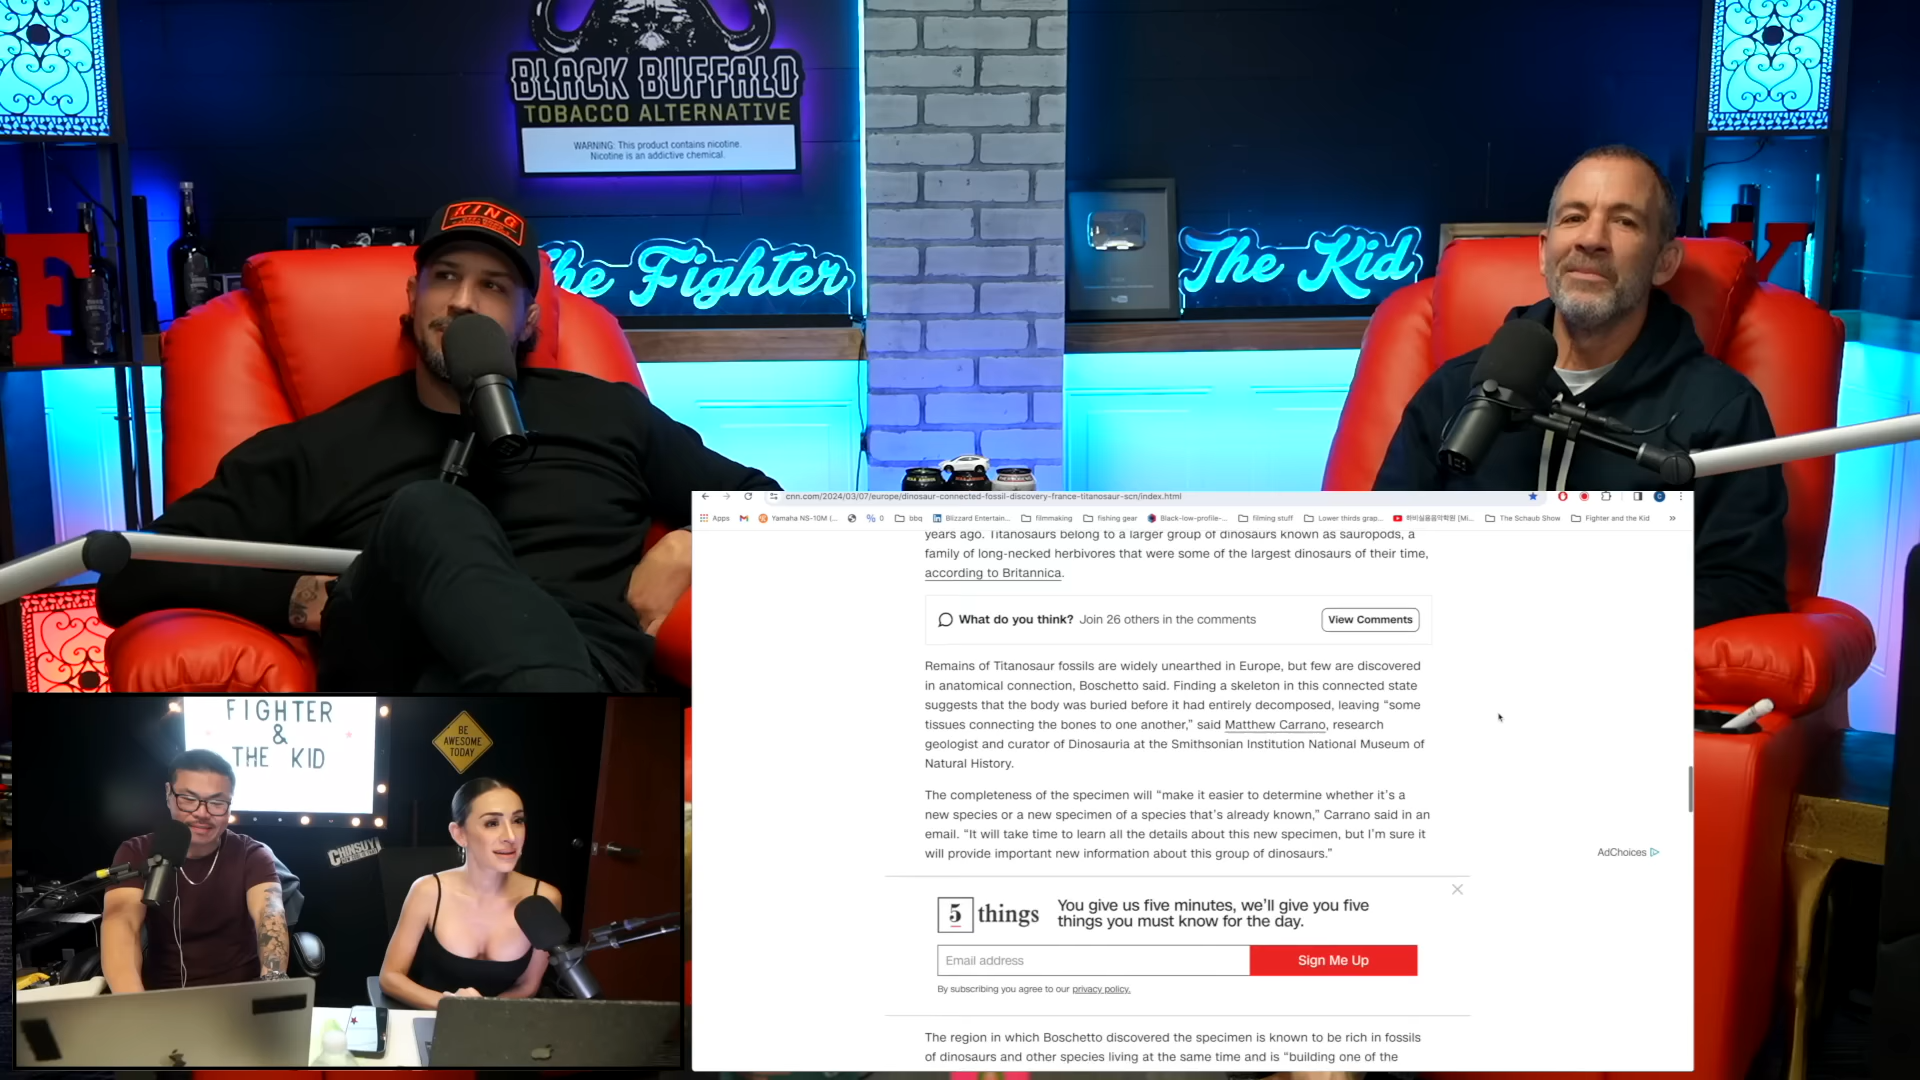 BLACK BUFFALO
TOBACCO ALTERNATIVE
WARNING: This product contains nicotine.
Nicotine is an addictive chemical.
KING
The Fighter
The Kid
F
K
YouTube
FIGHTER
&
THE KID
BE
AWESOME
TODAY
CHINSUY
cnn.com/2024/03/07/europe/dinosaur-connected-fossil-discovery-france-titanosaur-scn/index.html
Apps
Yamaha NS-10M (...
0
bbq
Blizzard Entertain...
filmmaking
fishing gear
Black-low-profile-...
filming stuff
Lower thirds grap...
The Schaub Show
Fighter and the Kid
years ago. Titanosaurs belong to a larger group of dinosaurs known as sauropods, a
family of long-necked herbivores that were some of the largest dinosaurs of their time,
according to Britannica.
What do you think? Join 26 others in the comments
View Comments
Remains of Titanosaur fossils are widely unearthed in Europe, but few are discovered
in anatomical connection, Boschetto said. Finding a skeleton in this connected state
suggests that the body was buried before it had entirely decomposed, leaving “some
tissues connecting the bones to one another,” said Matthew Carrano, research
geologist and curator of Dinosauria at the Smithsonian Institution National Museum of
Natural History.
The completeness of the specimen will “make it easier to determine whether it’s a
new species or a new specimen of a species that’s already known,” Carrano said in an
email. “It will take time to learn all the details about this new specimen, but I’m sure it
will provide important new information about this group of dinosaurs.”
AdChoices
5 things
You give us five minutes, we’ll give you five
things you must know for the day.
Email address
Sign Me Up
By subscribing you agree to our privacy policy.
The region in which Boschetto discovered the specimen is known to be rich in fossils
of dinosaurs and other species living at the same time and is “building one of the